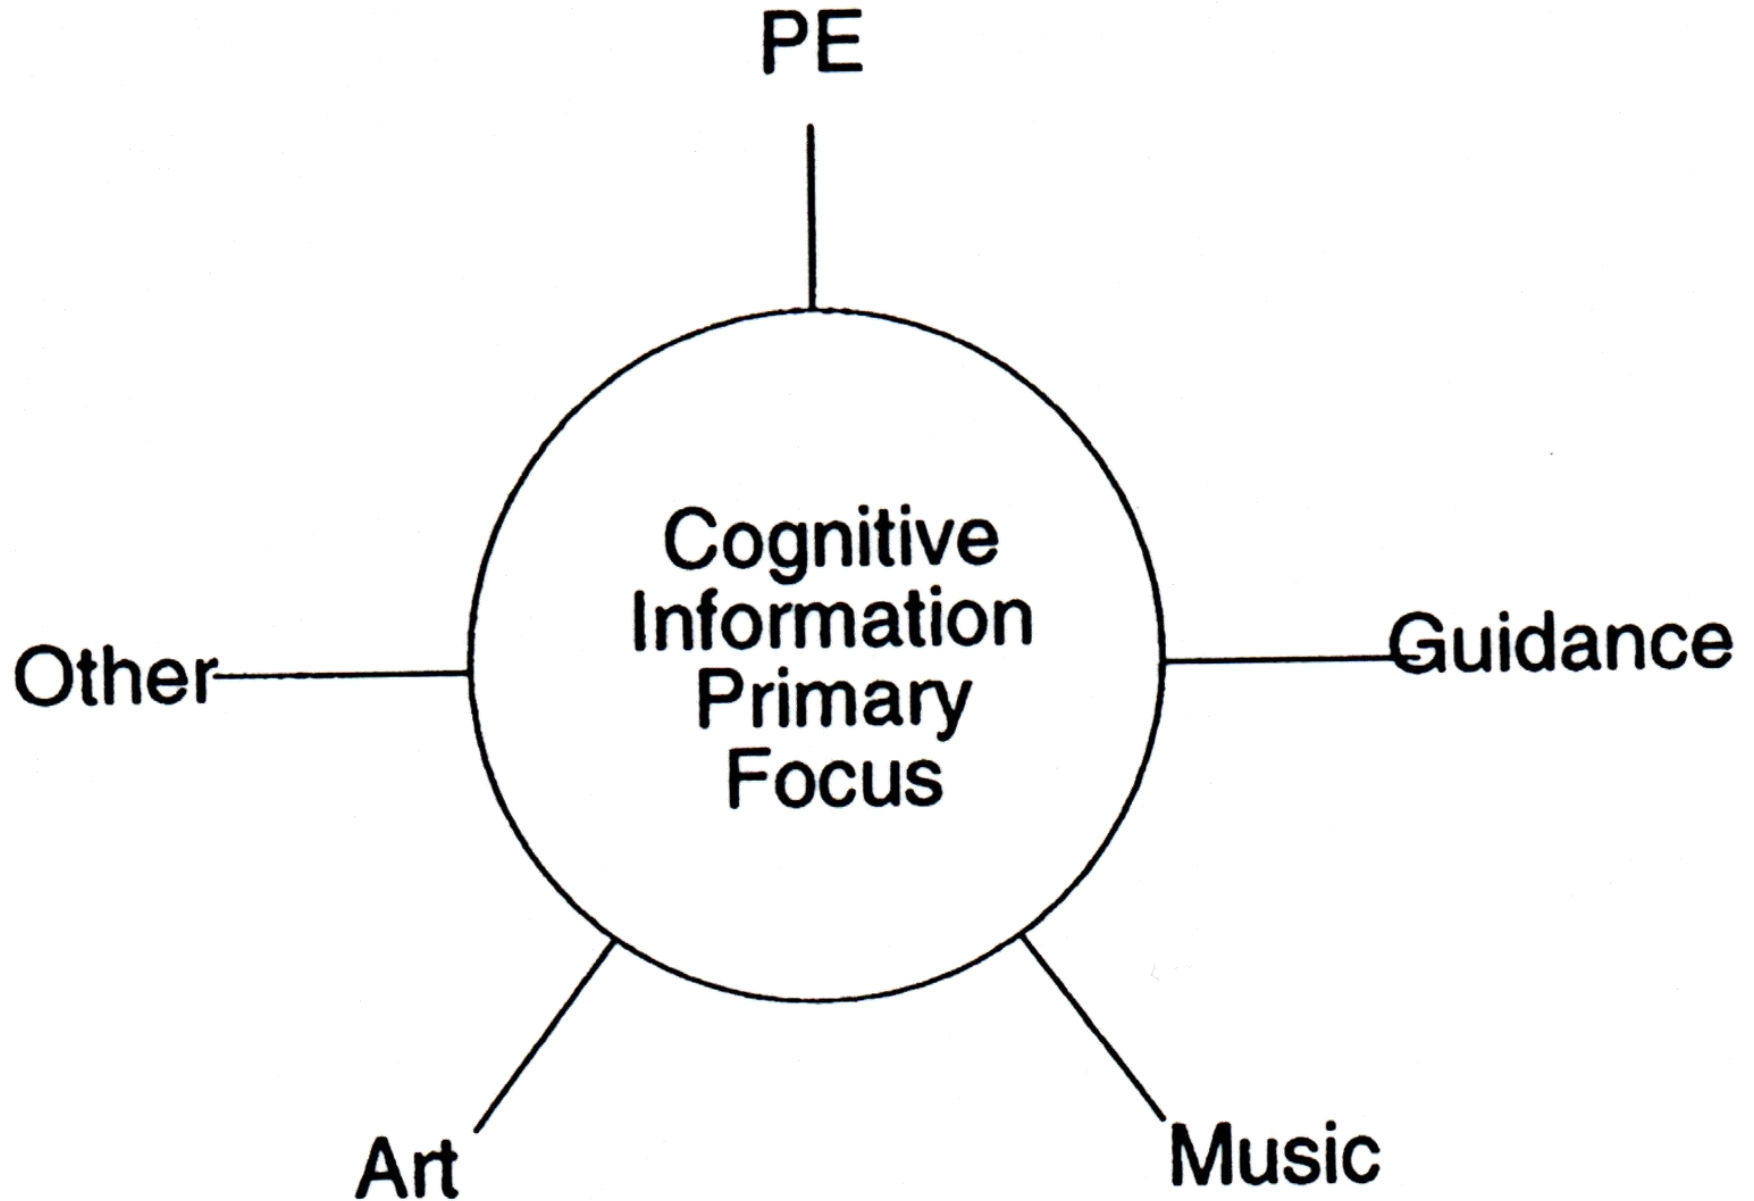 PE
Cognitive
Information
Primary
Focus
Guidance
Other
Art
Music